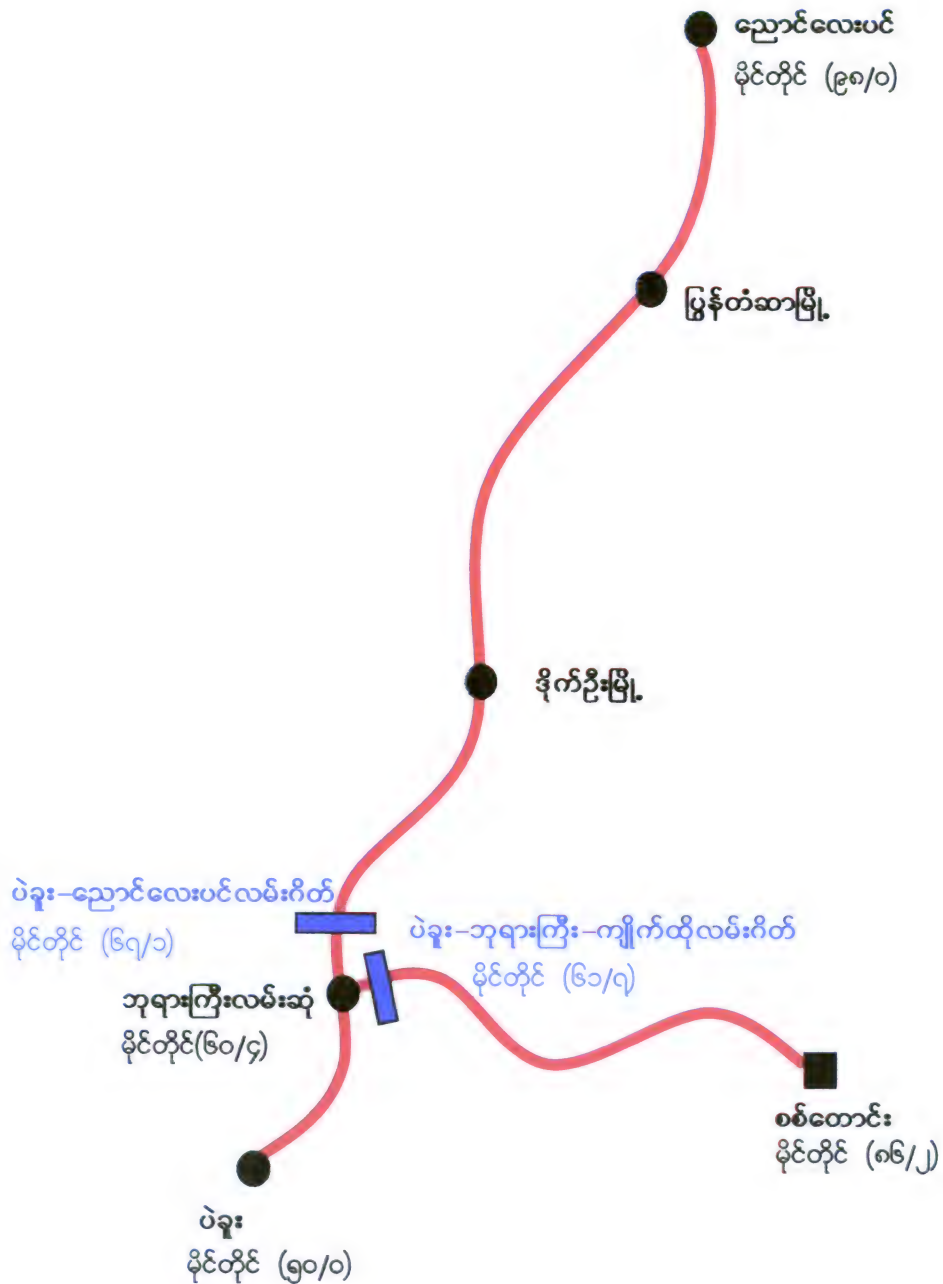 ညောင်လေးပင်
မိုင်တိုင် (၉၈/၀)
ပြွန်တံဆာမြို့
ဒိုက်ဦးမြို့
ပဲခူး–ညောင်လေးပင်လမ်းဂိတ်
မိုင်တိုင် (၆၇/၁)
ပဲခူး–ဘုရားကြီး–ကျိုက်ထိုလမ်းဂိတ်
မိုင်တိုင် (၆၁/၇)
ဘုရားကြီးလမ်းဆုံ
မိုင်တိုင်(၆၀/၄)
စစ်တောင်း
မိုင်တိုင် (၈၆/၂)
ပဲခူး
မိုင်တိုင် (၅၀/၀)